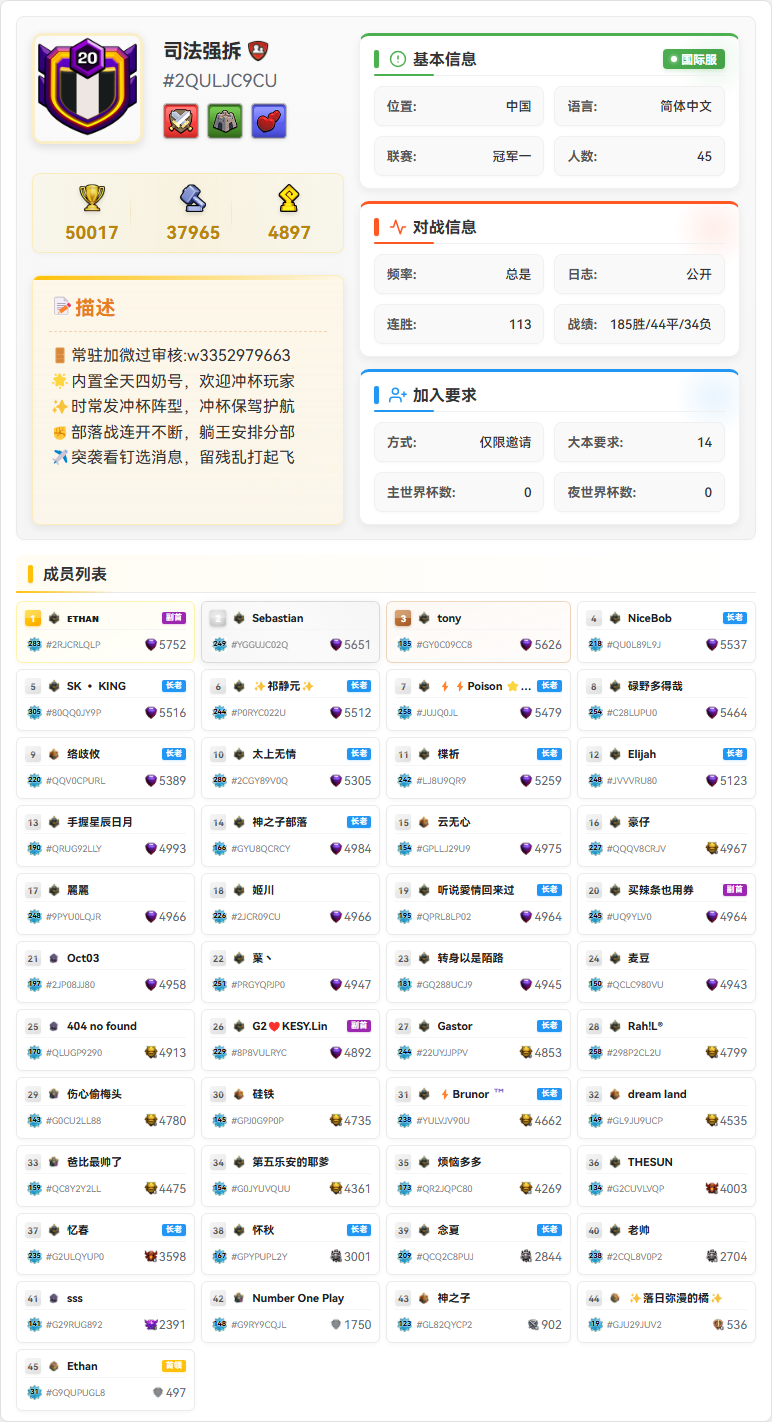 20
司法强拆
#2QULJC9CU
50017 37965 4897
描述
常驻加微过审核:w3352979663
内置全天四奶号，欢迎冲杯玩家
时常发冲杯阵型，冲杯保驾护航
部落战连开不断，躺王安排分部
突袭看钉选消息，留残乱打起飞
基本信息 国际服
位置: 中国 语言: 简体中文
联赛: 冠军一 人数: 45
对战信息
频率: 总是 日志: 公开
连胜: 113 战绩: 185胜/44平/34负
加入要求
方式: 仅限邀请 大本要求: 14
主世界杯数: 0 夜世界杯数: 0
成员列表
1 ᴇᴛʜᴀɴ 副首
283 #2RJCRLQLP 5752
2 Sebastian
249 #YGGUJC02Q 5651
3 tony
185 #GY0C09CC8 5626
4 NiceBob 长老
218 #QU0L89L9J 5537
5 SK • KING 长老
305 #80QQ0JY9P 5516
6 ✨祁静元✨ 长老
244 #P0RYC022U 5512
7 ⚡⚡Poison ⭐... 长老
258 #JUJQ0JL 5479
8 碌野多得哉
254 #C28LUPU0 5464
9 络歧攸 长老
220 #QQV0CPURL 5389
10 太上无情 长老
280 #2CGY89V0Q 5305
11 惵祈 长老
242 #LJ8U9QR9 5259
12 Elijah 长老
248 #JVVVRU80 5123
13 手握星辰日月
190 #QRUG92LLY 4993
14 神之子部落 长老
166 #GYU8QCRCY 4984
15 云无心
154 #GPLLJ29U9 4975
16 豪仔
227 #QQQV8CRJV 4967
17 麗麗
248 #9PYU0LQJR 4966
18 姬川
226 #2JCR09CU 4966
19 听说愛情回来过 长老
195 #QPRL8LP02 4964
20 买辣条也用券 副首
245 #UQ9YLV0 4964
21 Oct03
197 #2JP08JJ80 4958
22 葉丶
251 #PRGYQPJP0 4947
23 转身以是陌路
181 #GQ288UCJ9 4945
24 麦豆
150 #QCLC980VU 4943
25 404 no found
170 #QLUGP9290 4913
26 G2❤️KESY.Lin 副首
229 #8P8VULRYC 4892
27 Gastor 长老
244 #22UYJJPPV 4853
28 Rah!L®
258 #298P2CL2U 4799
29 伤心偷梅头
143 #G0CU2LL88 4780
30 硅铁
145 #GPJ0G9P0P 4735
31 ⚡Brunor ™ 长老
238 #YULVJV90U 4662
32 dream land
149 #GL9JU9UCP 4535
33 爸比最帅了
159 #QC8Y2Y2LL 4475
34 第五乐安的耶爹
154 #G0JYUVQUU 4361
35 烦恼多多
173 #QR2JQPC80 4269
36 THESUN
134 #G2CUVLVQP 4003
37 忆春 长老
235 #G2ULQYUP0 3598
38 怀秋 长老
167 #GPYPUPL2Y 3001
39 念夏 长老
209 #QCQ2C8PUJ 2844
40 老帅
238 #2CQL8V0P2 2704
41 sss
141 #G29RUG892 2391
42 Number One Play
148 #G9RY9CQJL 1750
43 神之子
123 #GL82QYCP2 902
44 ✨落日弥漫的橘✨
19 #GJU29JUV2 536
45 Ethan 首领
31 #G9QUPUGL8 497